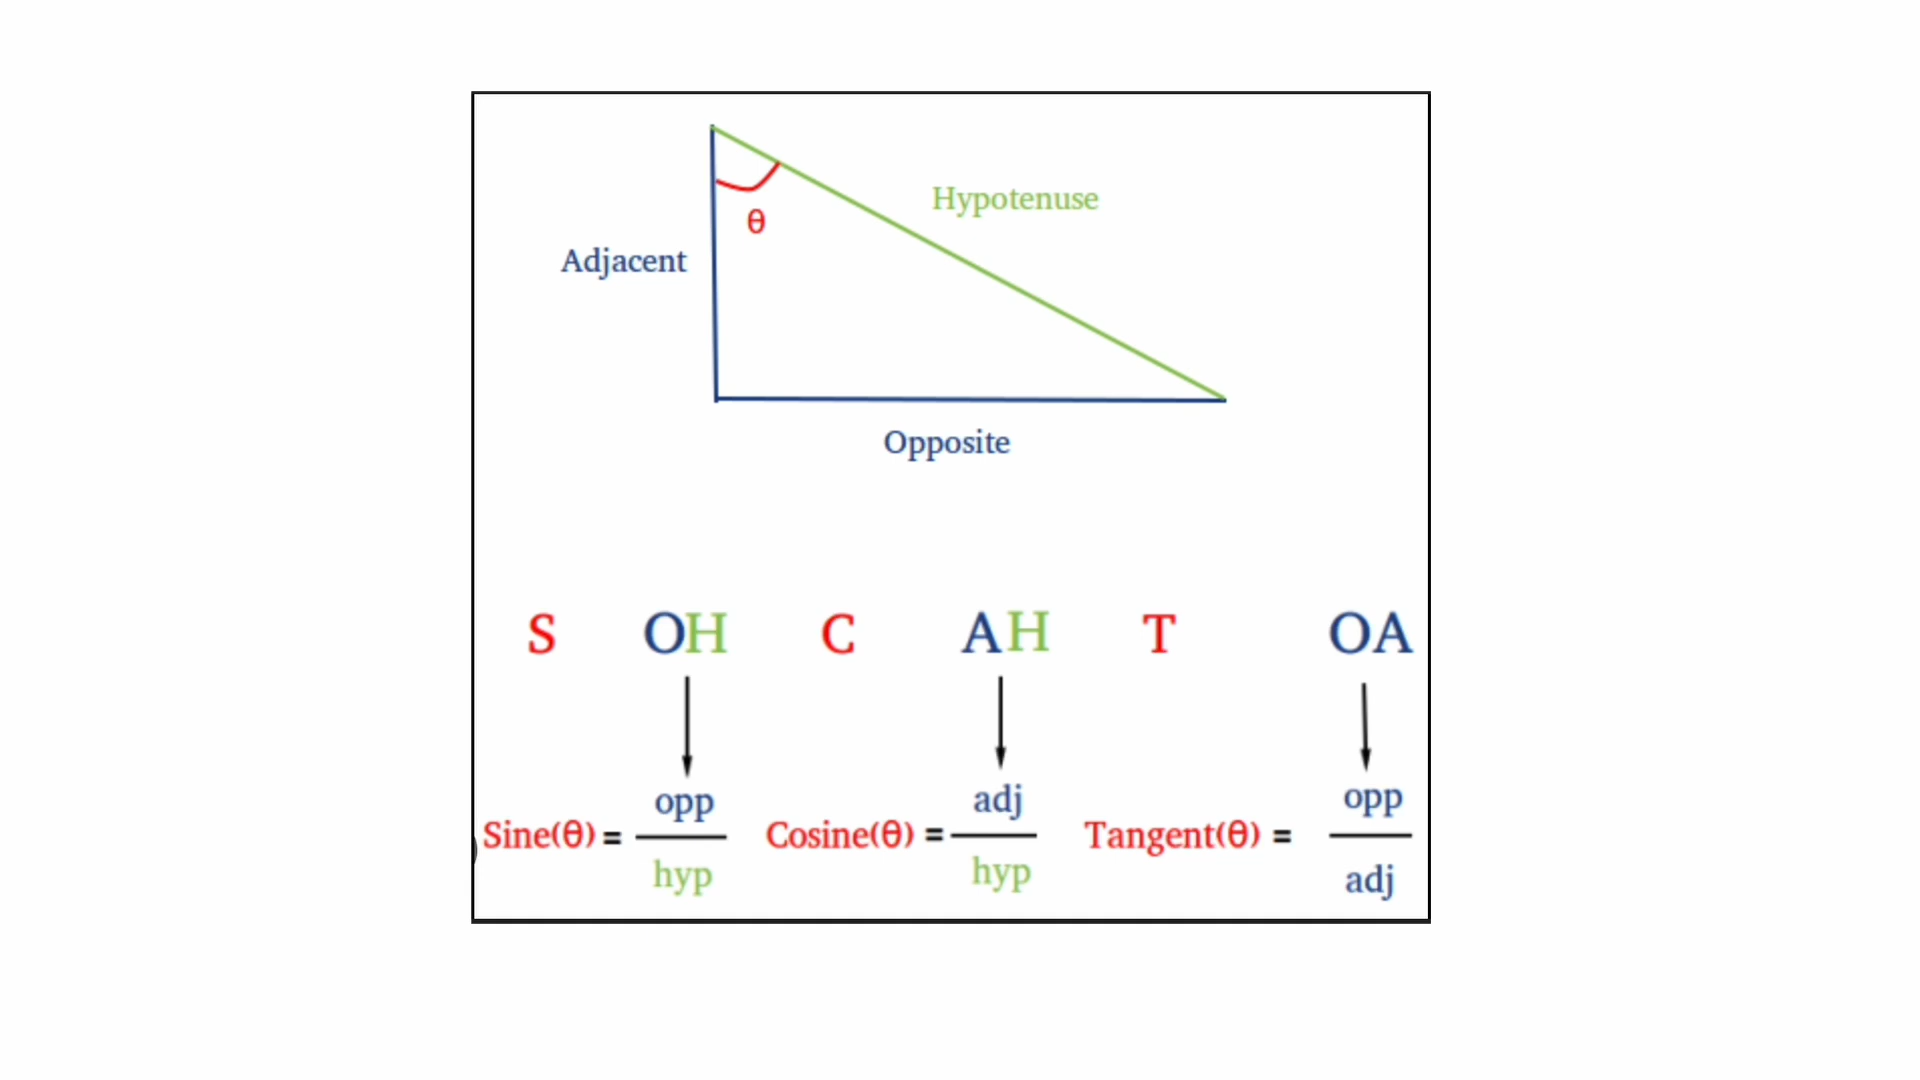 Hypotenuse
θ
Adjacent
Opposite
S OH C AH T OA
opp adj opp
Sine(θ) = Cosine(θ) = Tangent(θ) =
hyp hyp adj